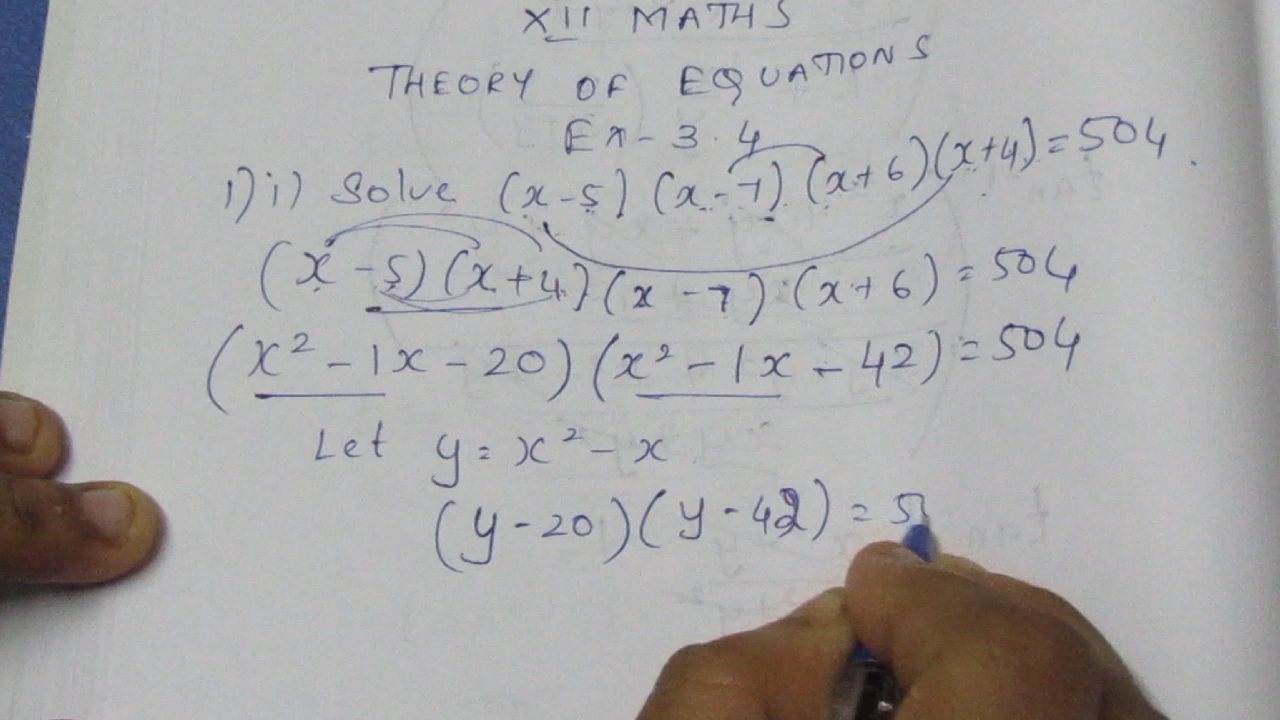 XII MATHS
THEORY OF EQUATIONS
Ex - 3.4
1) i) Solve (x-5) (x-7) (x+6)(x+4) = 504.
(x-5)(x+4)(x-7).(x+6) = 504
(x²-1x-20)(x²-1x-42) = 504
Let y = x²-x
(y-20)(y-42) = 5